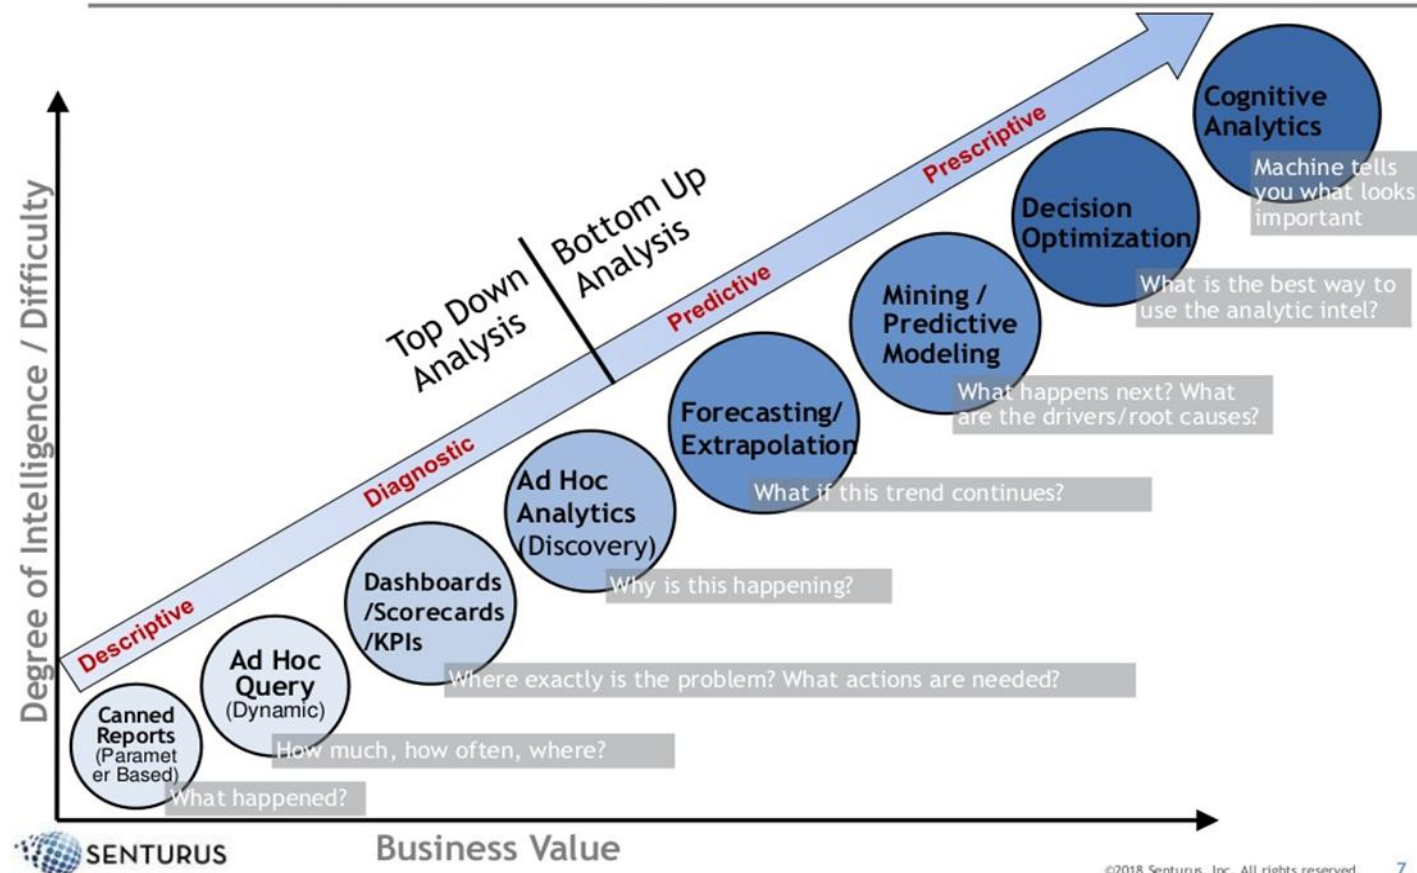 Cognitive
Analytics
Machine tells
you what looks
important
Prescriptive
Decision
Optimization
What is the best way to
use the analytic intel?
Bottom Up
Analysis
Top Down
Analysis
Predictive
Mining /
Predictive
Modeling
What happens next? What
are the drivers/root causes?
Forecasting/
Extrapolation
What if this trend continues?
Diagnostic
Ad Hoc
Analytics
(Discovery)
Why is this happening?
Dashboards
/Scorecards
/KPIs
Where exactly is the problem? What actions are needed?
Descriptive
Ad Hoc
Query
(Dynamic)
How much, how often, where?
Canned
Reports
(Paramet
er Based)
What happened?
Degree of Intelligence / Difficulty
Business Value
SENTURUS
©2018 Senturus, Inc. All rights reserved
7